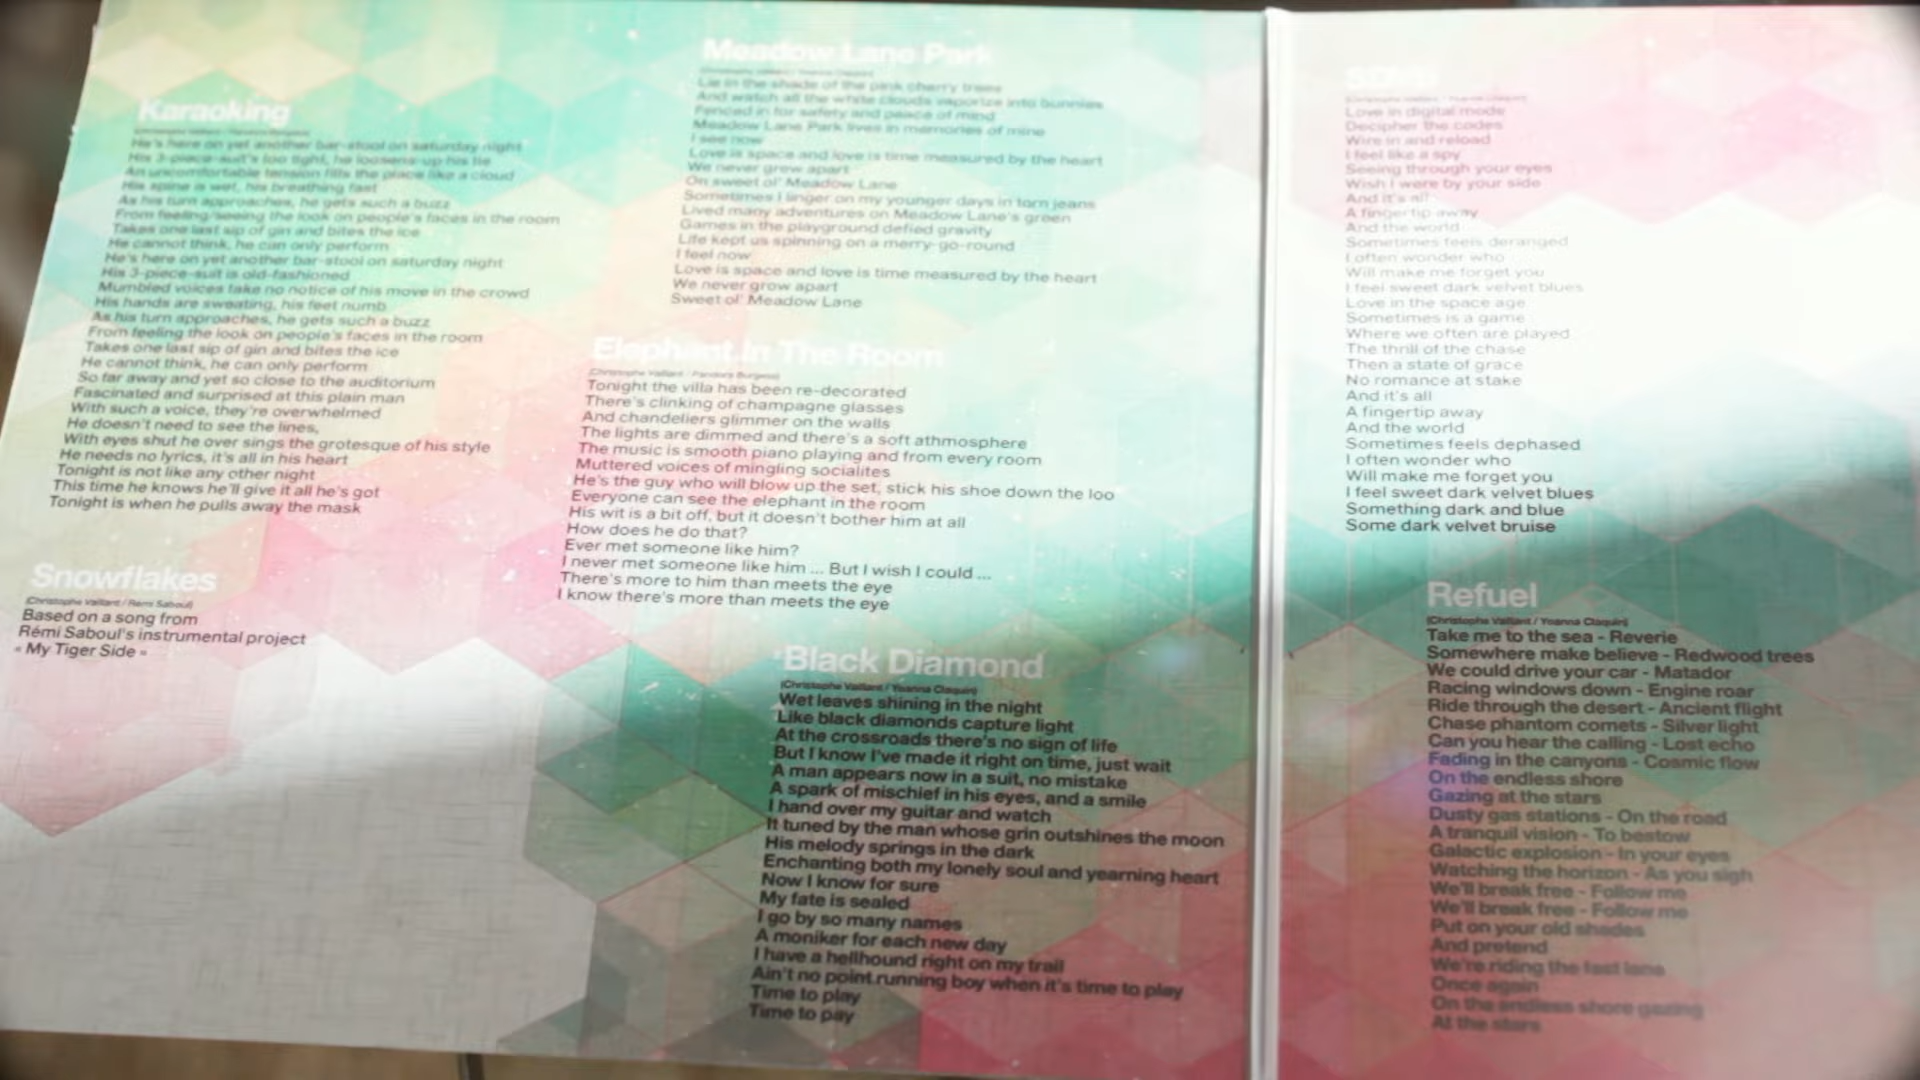 Karaoking
He's here on yet another bar-stool on saturday night
His 3-piece-suit's too tight, he loosens-up his tie
An uncomfortable tension fills the place like a cloud
His spine is wet, his breathing fast
As his turn approaches, he gets such a buzz
From feeling/seeing the look on people's faces in the room
Takes one last sip of gin and bites the ice
He cannot think, he can only perform
He's here on yet another bar-stool on saturday night
His 3-piece-suit is old-fashioned
Mumbled voices take no notice of his move in the crowd
His hands are sweating, his feet numb
As his turn approaches, he gets such a buzz
From feeling the look on people's faces in the room
Takes one last sip of gin and bites the ice
He cannot think, he can only perform
So far away and yet so close to the auditorium
Fascinated and surprised at this plain man
With such a voice, they're overwhelmed
He doesn't need to see the lines,
With eyes shut he over sings the grotesque of his style
He needs no lyrics, it's all in his heart
Tonight is not like any other night
This time he knows he'll give it all he's got
Tonight is when he pulls away the mask
Snowflakes
(Christophe Vaillant / Rémi Saboul)
Based on a song from
Rémi Saboul's instrumental project
« My Tiger Side »
Meadow Lane Park
(Christophe Vaillant / Yoanna Claquin)
Lie in the shade of the pink cherry trees
And watch all the white clouds vaporize into bunnies
Fenced in for safety and peace of mind
Meadow Lane Park lives in memories of mine
I see now
Love is space and love is time measured by the heart
We never grew apart
On sweet ol' Meadow Lane
Sometimes I linger on my younger days in torn jeans
Lived many adventures on Meadow Lane's green
Games in the playground defied gravity
Life kept us spinning on a merry-go-round
I feel now
Love is space and love is time measured by the heart
We never grew apart
Sweet ol' Meadow Lane
Elephant In The Room
(Christophe Vaillant / Pandora Burgess)
Tonight the villa has been re-decorated
There's clinking of champagne glasses
And chandeliers glimmer on the walls
The lights are dimmed and there's a soft athmosphere
The music is smooth piano playing and from every room
Muttered voices of mingling socialites
He's the guy who will blow up the set, stick his shoe down the loo
Everyone can see the elephant in the room
His wit is a bit off, but it doesn't bother him at all
How does he do that?
Ever met someone like him?
I never met someone like him ... But I wish I could ...
There's more to him than meets the eye
I know there's more than meets the eye
Black Diamond
(Christophe Vaillant / Yoanna Claquin)
Wet leaves shining in the night
Like black diamonds capture light
At the crossroads there's no sign of life
But I know I've made it right on time, just wait
A man appears now in a suit, no mistake
A spark of mischief in his eyes, and a smile
I hand over my guitar and watch
It tuned by the man whose grin outshines the moon
His melody springs in the dark
Enchanting both my lonely soul and yearning heart
Now I know for sure
My fate is sealed
I go by so many names
A moniker for each new day
I have a hellhound right on my trail
Ain't no point running boy when it's time to play
Time to play
Time to pay
(Christophe Vaillant / Yoanna Claquin)
Love in digital mode
Decipher the codes
Wire in and reload
I feel like a spy
Seeing through your eyes
Wish I were by your side
And it's all
A fingertip away
And the world
Sometimes feels deranged
I often wonder who
Will make me forget you
I feel sweet dark velvet blues
Love in the space age
Sometimes is a game
Where we often are played
The thrill of the chase
Then a state of grace
No romance at stake
And it's all
A fingertip away
And the world
Sometimes feels dephased
I often wonder who
Will make me forget you
I feel sweet dark velvet blues
Something dark and blue
Some dark velvet bruise
Refuel
(Christophe Vaillant / Yoanna Claquin)
Take me to the sea - Reverie
Somewhere make believe - Redwood trees
We could drive your car - Matador
Racing windows down - Engine roar
Ride through the desert - Ancient flight
Chase phantom comets - Silver light
Can you hear the calling - Lost echo
Fading in the canyons - Cosmic flow
On the endless shore
Gazing at the stars
Dusty gas stations - On the road
A tranquil vision - To bestow
Galactic explosion - In your eyes
Watching the horizon - As you sigh
We'll break free - Follow me
We'll break free - Follow me
Put on your old shades
And pretend
We're riding the fast lane
Once again
On the endless shore gazing
At the stars